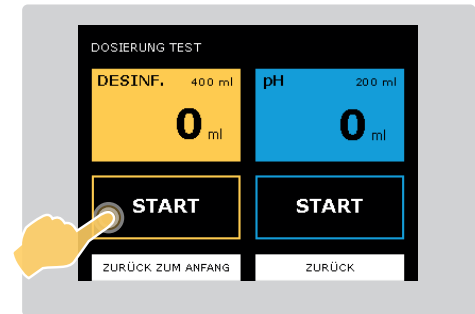 DOSIERUNG TEST
DESINF. 400 ml
0 ml
pH 200 ml
0 ml
START
START
ZURÜCK ZUM ANFANG
ZURÜCK